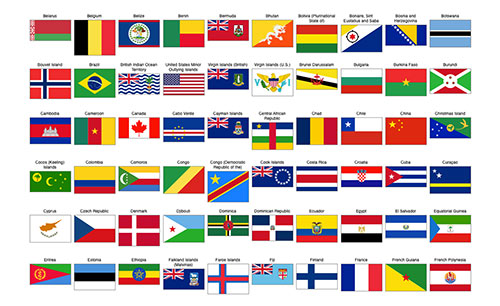 Belarus
Belgium
Belize
Benin
Bermuda
Bhutan
Bolivia (Plurinational State of)
Bonaire, Sint Eustatius and Saba
Bosnia and Herzegovina
Botswana
Bouvet Island
Brazil
British Indian Ocean Territory
United States Minor Outlying Islands
Virgin Islands (British)
Virgin Islands (U.S.)
Brunei Darussalam
Bulgaria
Burkina Faso
Burundi
Cambodia
Cameroon
Canada
Cabo Verde
Cayman Islands
Central African Republic
Chad
Chile
China
Christmas Island
Cocos (Keeling) Islands
Colombia
Comoros
Congo
Congo (Democratic Republic of the)
Cook Islands
Costa Rica
Croatia
Cuba
Curaçao
Cyprus
Czech Republic
Denmark
Djibouti
Dominica
Dominican Republic
Ecuador
Egypt
El Salvador
Equatorial Guinea
Eritrea
Estonia
Ethiopia
Falkland Islands (Malvinas)
Faroe Islands
Fiji
Finland
France
French Guiana
French Polynesia